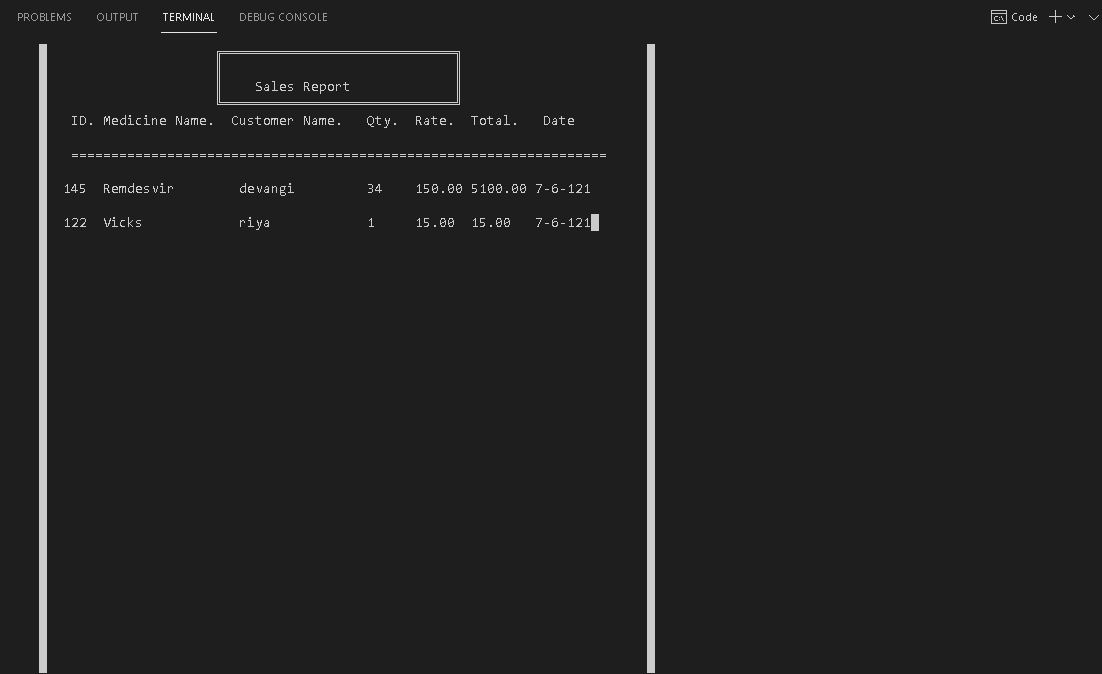 PROBLEMS OUTPUT TERMINAL DEBUG CONSOLE Code
Sales Report
ID. Medicine Name. Customer Name. Qty. Rate. Total. Date
===================================================================
145 Remdesvir devangi 34 150.00 5100.00 7-6-121
122 Vicks riya 1 15.00 15.00 7-6-121